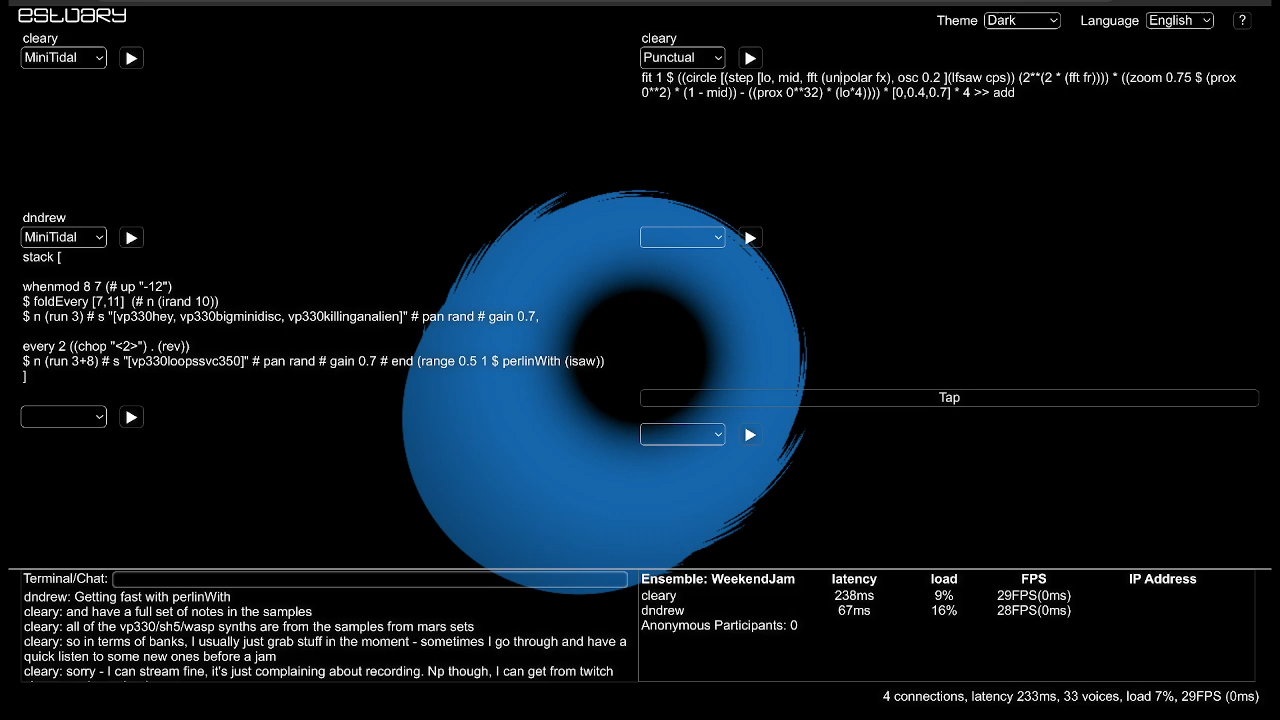 estuary
Theme Dark Language English ?
cleary
MiniTidal
cleary
Punctual
fit 1 $ ((circle [(step [lo, mid, fft (unipolar fx), osc 0.2 ](lfsaw cps)) (2**(2 * (fft fr)))) * ((zoom 0.75 $ (prox
0**2) * (1 - mid)) - ((prox 0**32) * (lo*4)))) * [0,0.4,0.7] * 4 >> add
dndrew
MiniTidal
stack [
whenmod 8 7 (# up "-12")
$ foldEvery [7,11] (# n (irand 10))
$ n (run 3) # s "[vp330hey, vp330bigminidisc, vp330killinganalien]" # pan rand # gain 0.7,
every 2 ((chop "<2>") . (rev))
$ n (run 3+8) # s "[vp330loopssvc350]" # pan rand # gain 0.7 # end (range 0.5 1 $ perlinWith (isaw))
]
Tap
Terminal/Chat:
dndrew: Getting fast with perlinWith
cleary: and have a full set of notes in the samples
cleary: all of the vp330/sh5/wasp synths are from the samples from mars sets
cleary: so in terms of banks, I usually just grab stuff in the moment - sometimes I go through and have a
quick listen to some new ones before a jam
cleary: sorry - I can stream fine, it's just complaining about recording. Np though, I can get from twitch
Ensemble: WeekendJam latency load FPS IP Address
cleary 238ms 9% 29FPS(0ms)
dndrew 67ms 16% 28FPS(0ms)
Anonymous Participants: 0
4 connections, latency 233ms, 33 voices, load 7%, 29FPS (0ms)